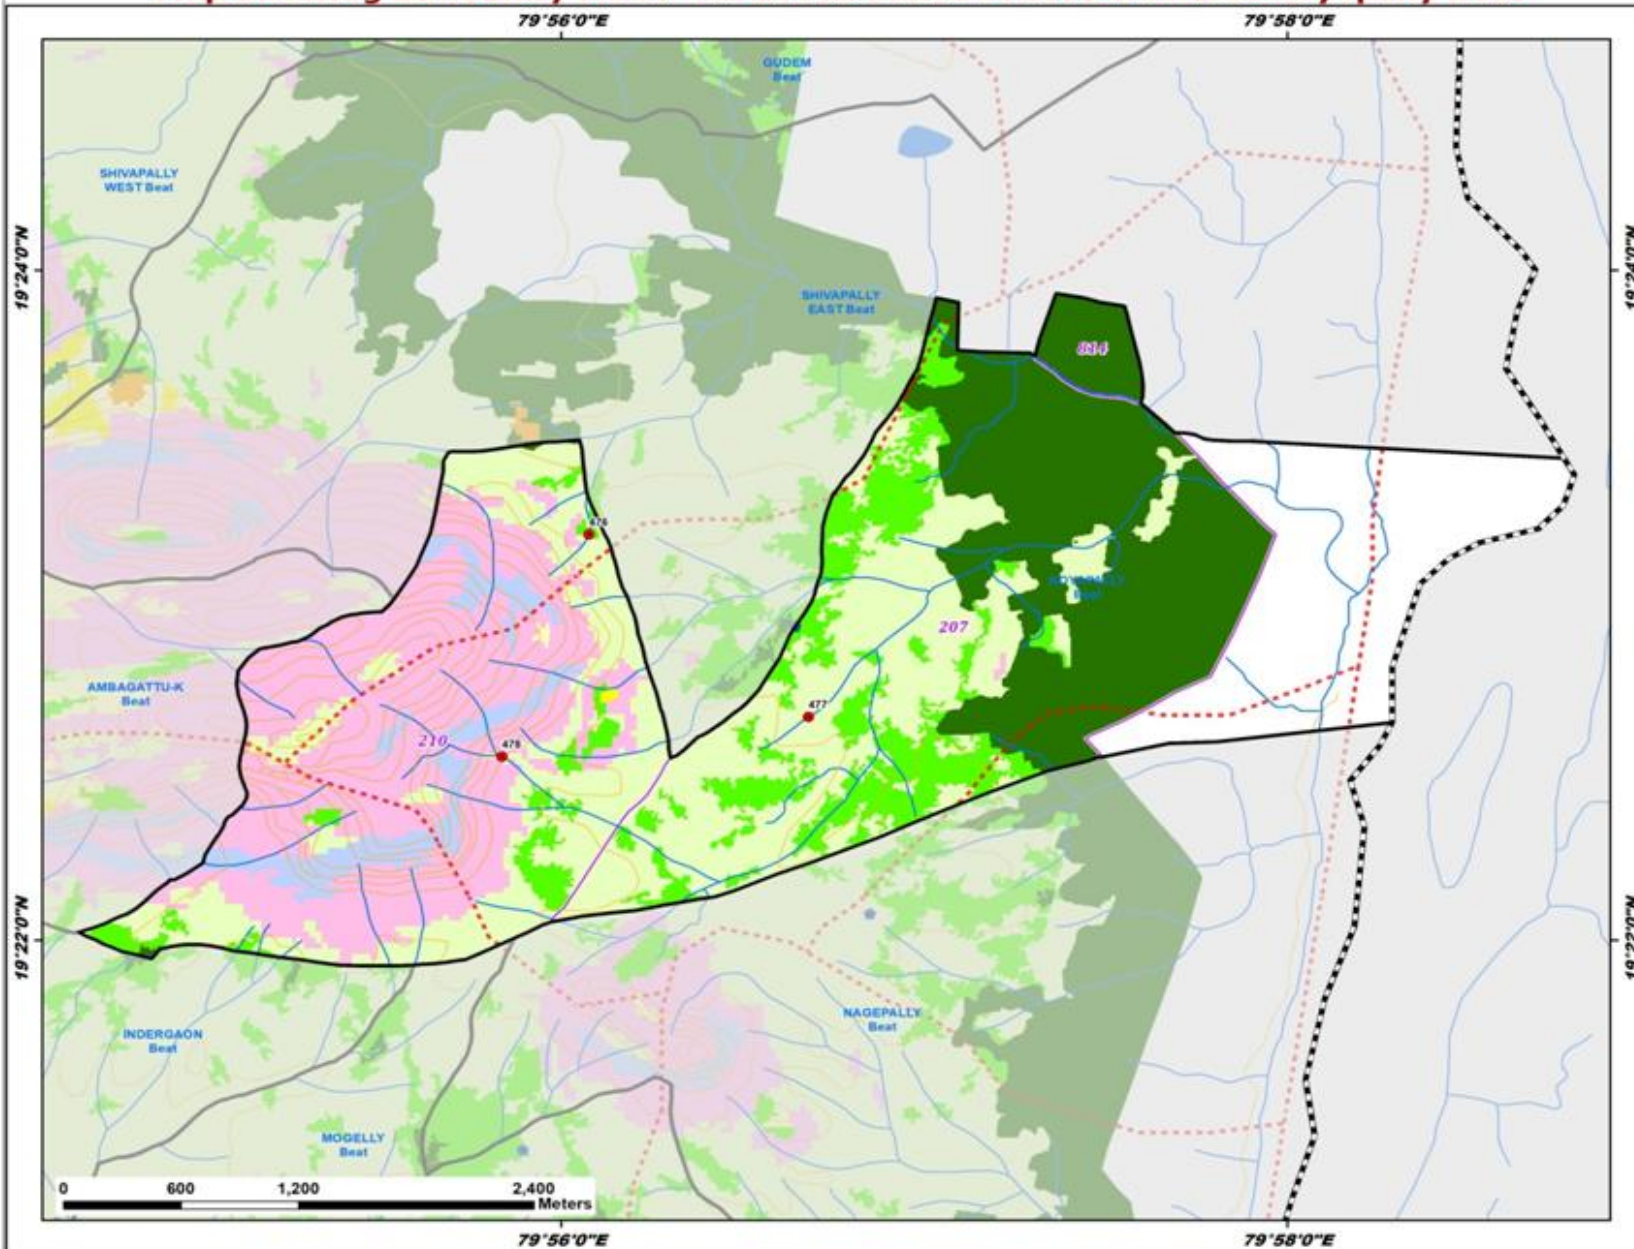 79°56'0"E
79°58'0"E
GUDEM
Beat
SHIVAPALLY
WEST Beat
19°24'0"N
19°24'0"N
SHIVAPALLY
EAST Beat
814
476
Beat
207
AMBAGATTU-K
Beat
477
210
478
19°22'0"N
19°22'0"N
INDERGAON
Beat
NAGEPALLY
Beat
MOGELLY
Beat
0 600 1,200 2,400
Meters
79°56'0"E
79°58'0"E